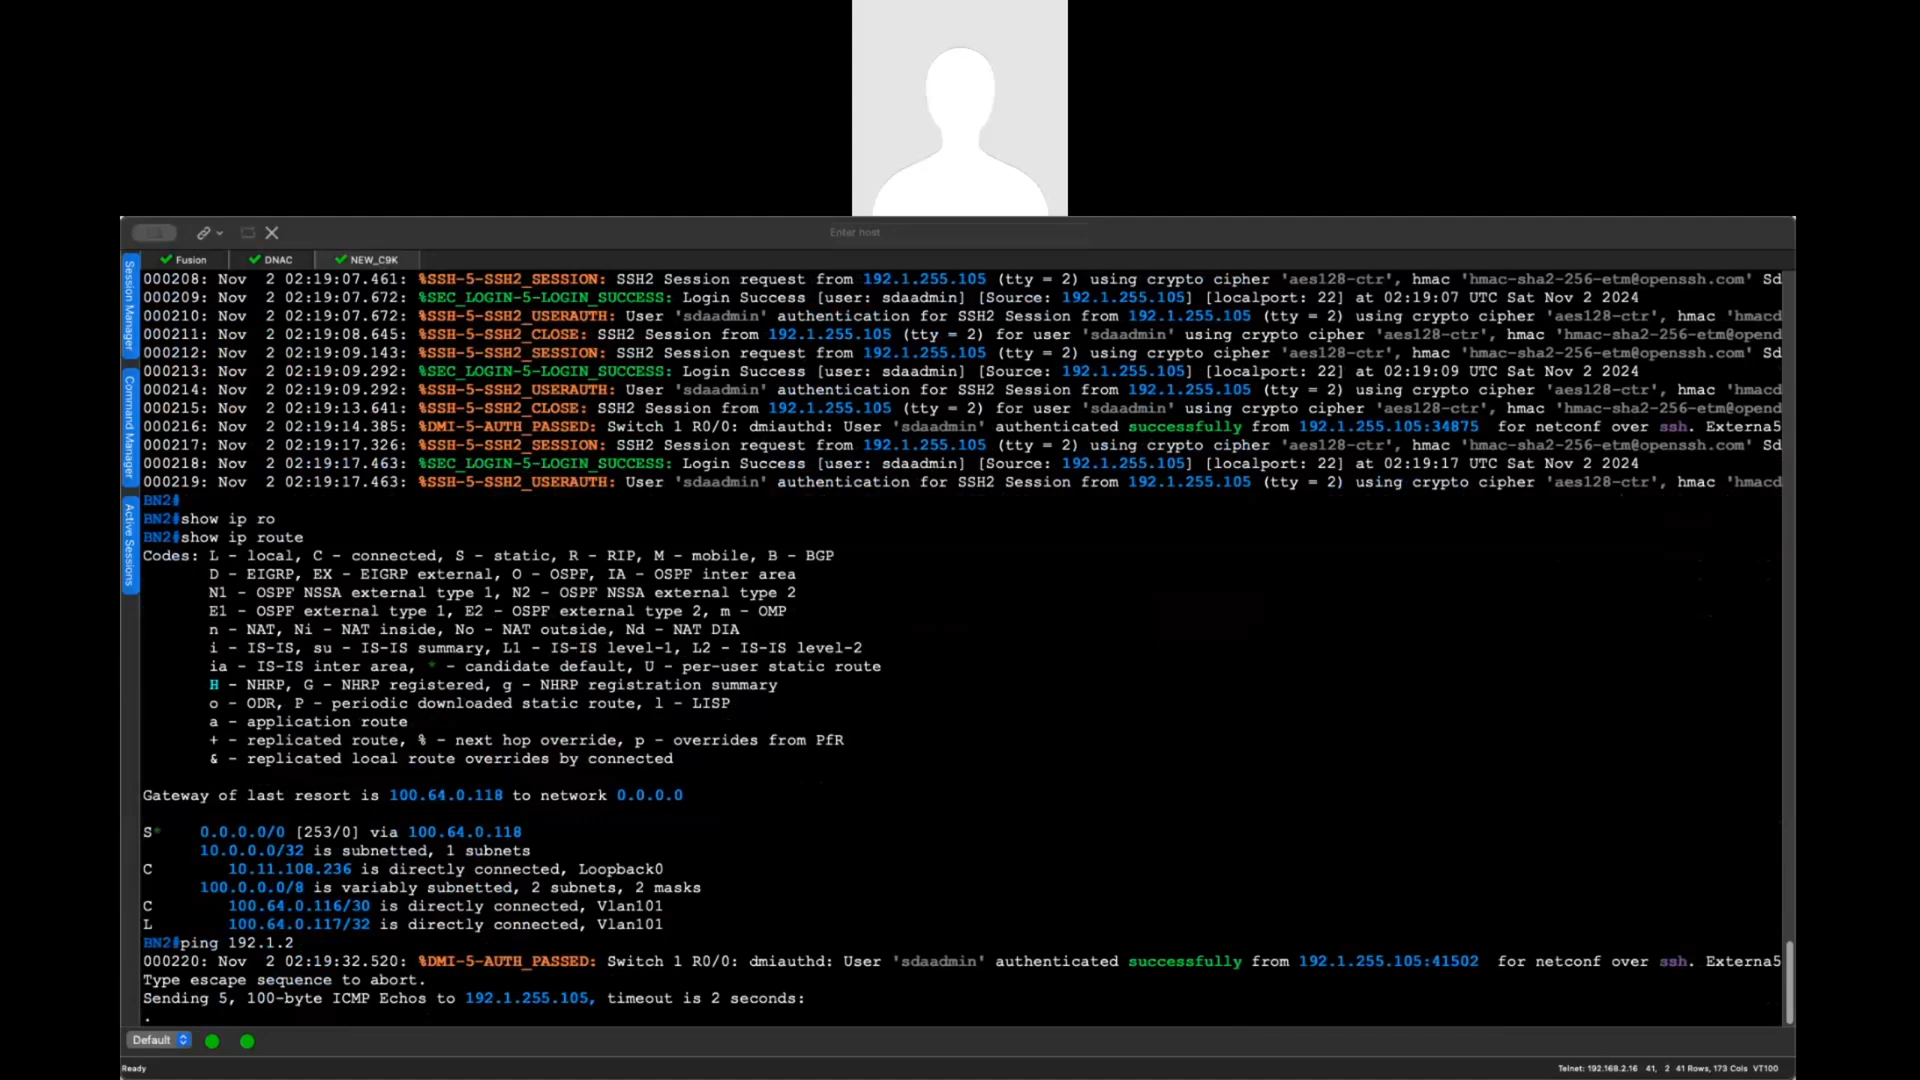 Enter host
Fusion DNAC NEW_C9K
Session Manager
Command Manager
Active Sessions
000208: Nov  2 02:19:07.461: %SSH-5-SSH2_SESSION: SSH2 Session request from 192.1.255.105 (tty = 2) using crypto cipher 'aes128-ctr', hmac 'hmac-sha2-256-etm@openssh.com' Sd
000209: Nov  2 02:19:07.672: %SEC_LOGIN-5-LOGIN_SUCCESS: Login Success [user: sdaadmin] [Source: 192.1.255.105] [localport: 22] at 02:19:07 UTC Sat Nov 2 2024
000210: Nov  2 02:19:07.672: %SSH-5-SSH2_USERAUTH: User 'sdaadmin' authentication for SSH2 Session from 192.1.255.105 (tty = 2) using crypto cipher 'aes128-ctr', hmac 'hmacd
000211: Nov  2 02:19:08.645: %SSH-5-SSH2_CLOSE: SSH2 Session from 192.1.255.105 (tty = 2) for user 'sdaadmin' using crypto cipher 'aes128-ctr', hmac 'hmac-sha2-256-etm@opend
000212: Nov  2 02:19:09.143: %SSH-5-SSH2_SESSION: SSH2 Session request from 192.1.255.105 (tty = 2) using crypto cipher 'aes128-ctr', hmac 'hmac-sha2-256-etm@openssh.com' Sd
000213: Nov  2 02:19:09.292: %SEC_LOGIN-5-LOGIN_SUCCESS: Login Success [user: sdaadmin] [Source: 192.1.255.105] [localport: 22] at 02:19:09 UTC Sat Nov 2 2024
000214: Nov  2 02:19:09.292: %SSH-5-SSH2_USERAUTH: User 'sdaadmin' authentication for SSH2 Session from 192.1.255.105 (tty = 2) using crypto cipher 'aes128-ctr', hmac 'hmacd
000215: Nov  2 02:19:13.641: %SSH-5-SSH2_CLOSE: SSH2 Session from 192.1.255.105 (tty = 2) for user 'sdaadmin' using crypto cipher 'aes128-ctr', hmac 'hmac-sha2-256-etm@opend
000216: Nov  2 02:19:14.385: %DMI-5-AUTH_PASSED: Switch 1 R0/0: dmiauthd: User 'sdaadmin' authenticated successfully from 192.1.255.105:34875  for netconf over ssh. Externa5
000217: Nov  2 02:19:17.326: %SSH-5-SSH2_SESSION: SSH2 Session request from 192.1.255.105 (tty = 2) using crypto cipher 'aes128-ctr', hmac 'hmac-sha2-256-etm@openssh.com' Sd
000218: Nov  2 02:19:17.463: %SEC_LOGIN-5-LOGIN_SUCCESS: Login Success [user: sdaadmin] [Source: 192.1.255.105] [localport: 22] at 02:19:17 UTC Sat Nov 2 2024
000219: Nov  2 02:19:17.463: %SSH-5-SSH2_USERAUTH: User 'sdaadmin' authentication for SSH2 Session from 192.1.255.105 (tty = 2) using crypto cipher 'aes128-ctr', hmac 'hmacd
BN2#
BN2#show ip ro
BN2#show ip route
Codes: L - local, C - connected, S - static, R - RIP, M - mobile, B - BGP
D - EIGRP, EX - EIGRP external, O - OSPF, IA - OSPF inter area
N1 - OSPF NSSA external type 1, N2 - OSPF NSSA external type 2
E1 - OSPF external type 1, E2 - OSPF external type 2, m - OMP
n - NAT, Ni - NAT inside, No - NAT outside, Nd - NAT DIA
i - IS-IS, su - IS-IS summary, L1 - IS-IS level-1, L2 - IS-IS level-2
ia - IS-IS inter area, * - candidate default, U - per-user static route
H - NHRP, G - NHRP registered, g - NHRP registration summary
o - ODR, P - periodic downloaded static route, l - LISP
a - application route
+ - replicated route, % - next hop override, p - overrides from PfR
& - replicated local route overrides by connected
Gateway of last resort is 100.64.0.118 to network 0.0.0.0
S*    0.0.0.0/0 [253/0] via 100.64.0.118
10.0.0.0/32 is subnetted, 1 subnets
C        10.11.108.236 is directly connected, Loopback0
100.0.0.0/8 is variably subnetted, 2 subnets, 2 masks
C        100.64.0.116/30 is directly connected, Vlan101
L        100.64.0.117/32 is directly connected, Vlan101
BN2#ping 192.1.2
000220: Nov  2 02:19:32.520: %DMI-5-AUTH_PASSED: Switch 1 R0/0: dmiauthd: User 'sdaadmin' authenticated successfully from 192.1.255.105:41502  for netconf over ssh. Externa5
Type escape sequence to abort.
Sending 5, 100-byte ICMP Echos to 192.1.255.105, timeout is 2 seconds:
.
Default
Ready
Telnet: 192.168.2.16  41,  2  41 Rows, 173 Cols  VT100